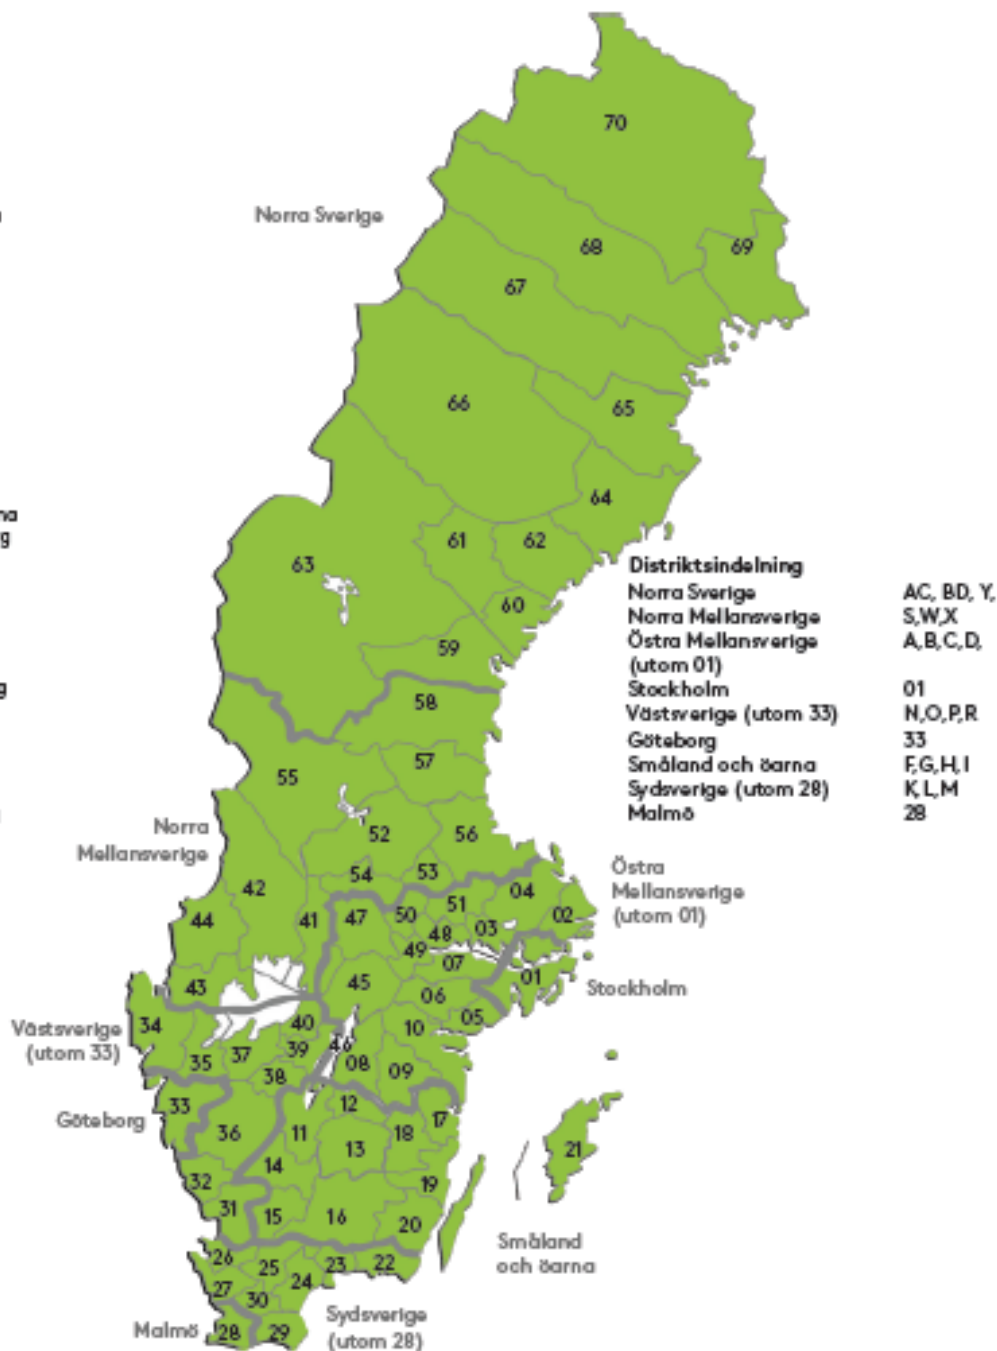 70
Norra Sverige
68
69
67
66
65
64
61
62
63
60
59
58
57
55
52
56
54
53
42
04
51
41
47
50
02
44
48
03
49
07
45
01
43
06
05
34
40
10
46
39
37
35
08
09
38
33
12
17
36
11
18
13
21
14
32
19
31
15
16
20
26
25
23
22
24
27
30
28
29
Norra
Mellansverige
Östra
Mellansverige
(utom 01)
Stockholm
Västsverige
(utom 33)
Göteborg
Småland
och öarna
Malmö
Sydsverige
(utom 28)
Distriktsindelning
Norra Sverige AC, BD, Y,
Norra Mellansverige S,W,X
Östra Mellansverige A,B,C,D,
(utom 01)
Stockholm 01
Västsverige (utom 33) N,O,P,R
Göteborg 33
Småland och öarna F,G,H,I
Sydsverige (utom 28) K,L,M
Malmö 28